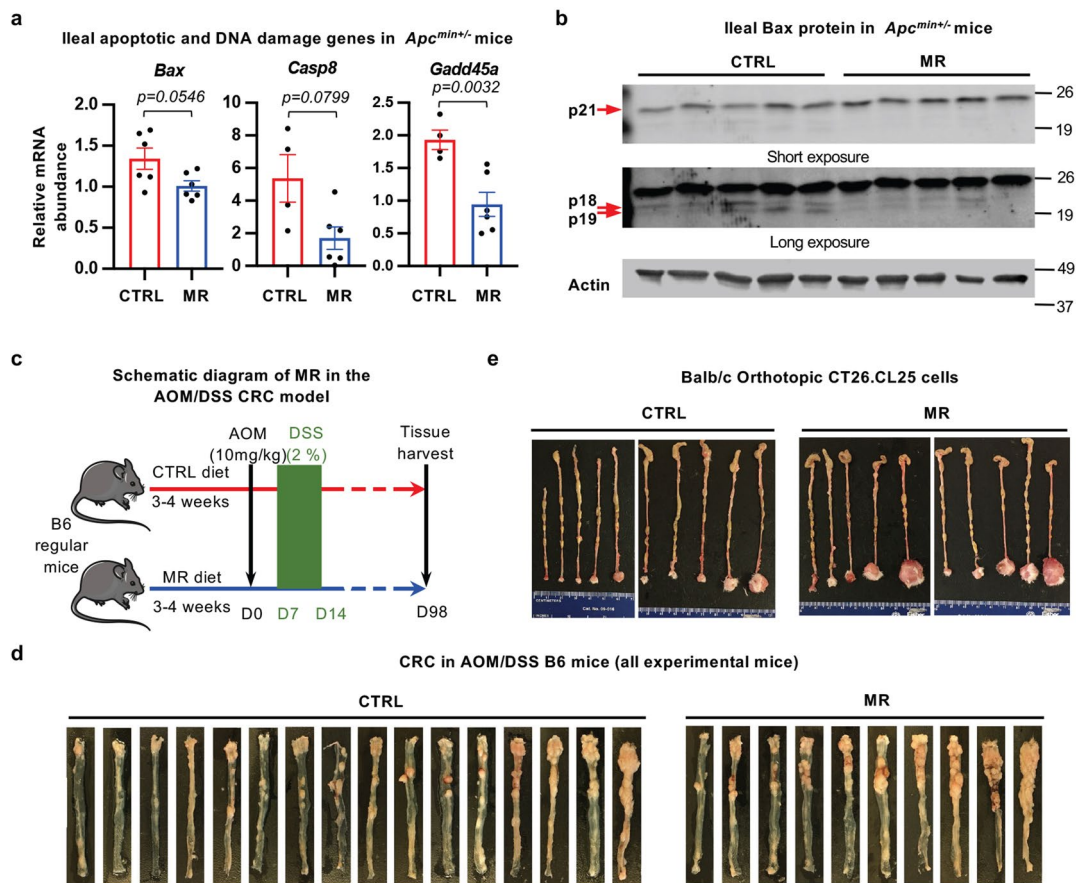 a
Ileal apoptotic and DNA damage genes in Apcmin+/- mice
Bax
Casp8
Gadd45a
p=0.0546
p=0.0799
p=0.0032
Relative mRNA
abundance
2.0
1.5
1.0
0.5
0.0
10
8
6
4
2
0
2.5
2.0
1.5
1.0
0.5
0.0
CTRL MR
CTRL MR
CTRL MR
b
Ileal Bax protein in Apcmin+/- mice
CTRL
MR
p21
26
19
Short exposure
p18
p19
26
19
Long exposure
Actin
49
37
c
Schematic diagram of MR in the
AOM/DSS CRC model
AOM
(10mg/kg)
DSS
(2 %)
Tissue
harvest
CTRL diet
3-4 weeks
B6
regular
mice
MR diet
3-4 weeks
D0
D7
D14
D98
e
Balb/c Orthotopic CT26.CL25 cells
CTRL
MR
d
CRC in AOM/DSS B6 mice (all experimental mice)
CTRL
MR